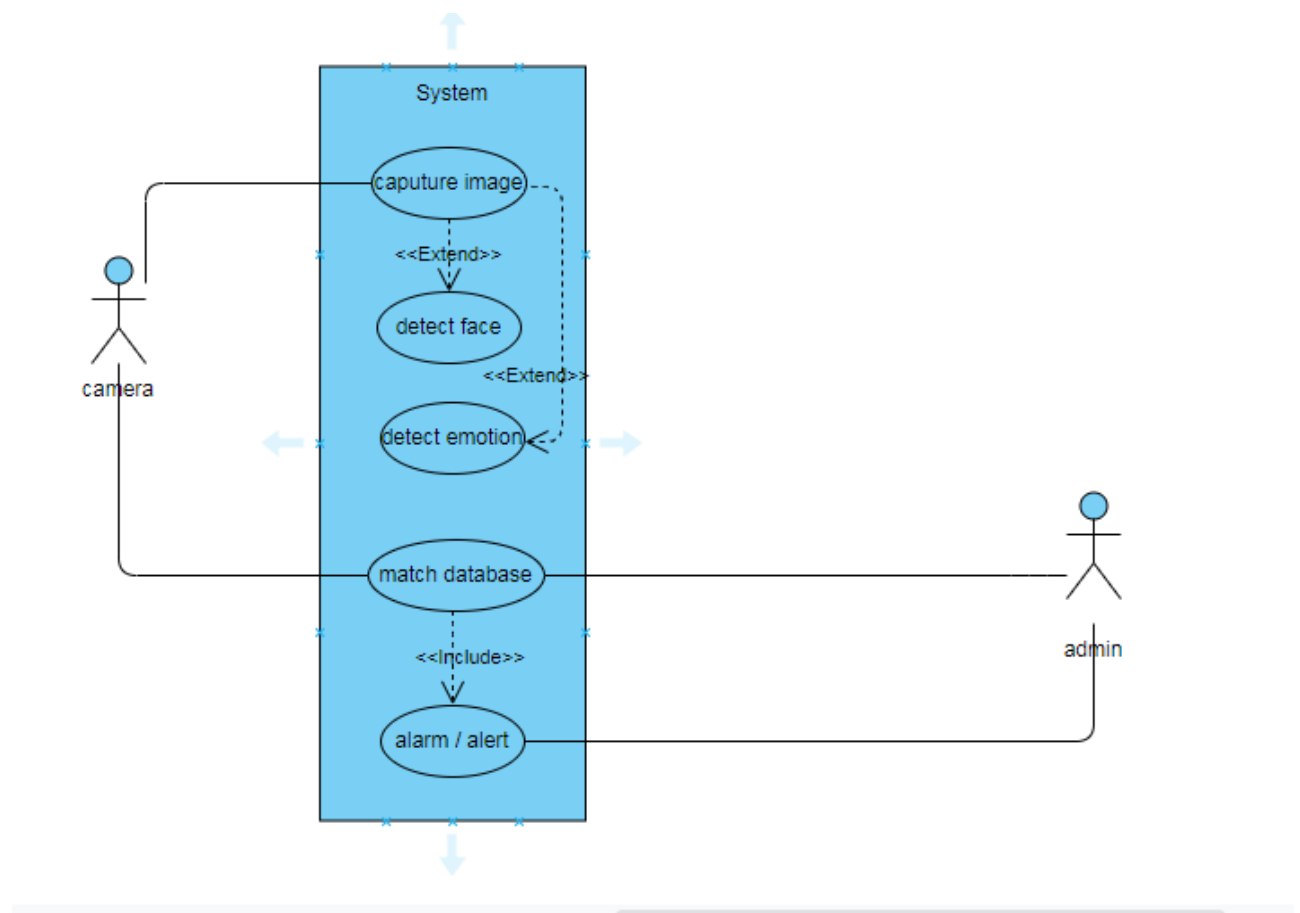 System
caputure image
<<Extend>>
detect face
<<Extend>>
camera
detect emotion
match database
admin
<<Include>>
alarm / alert